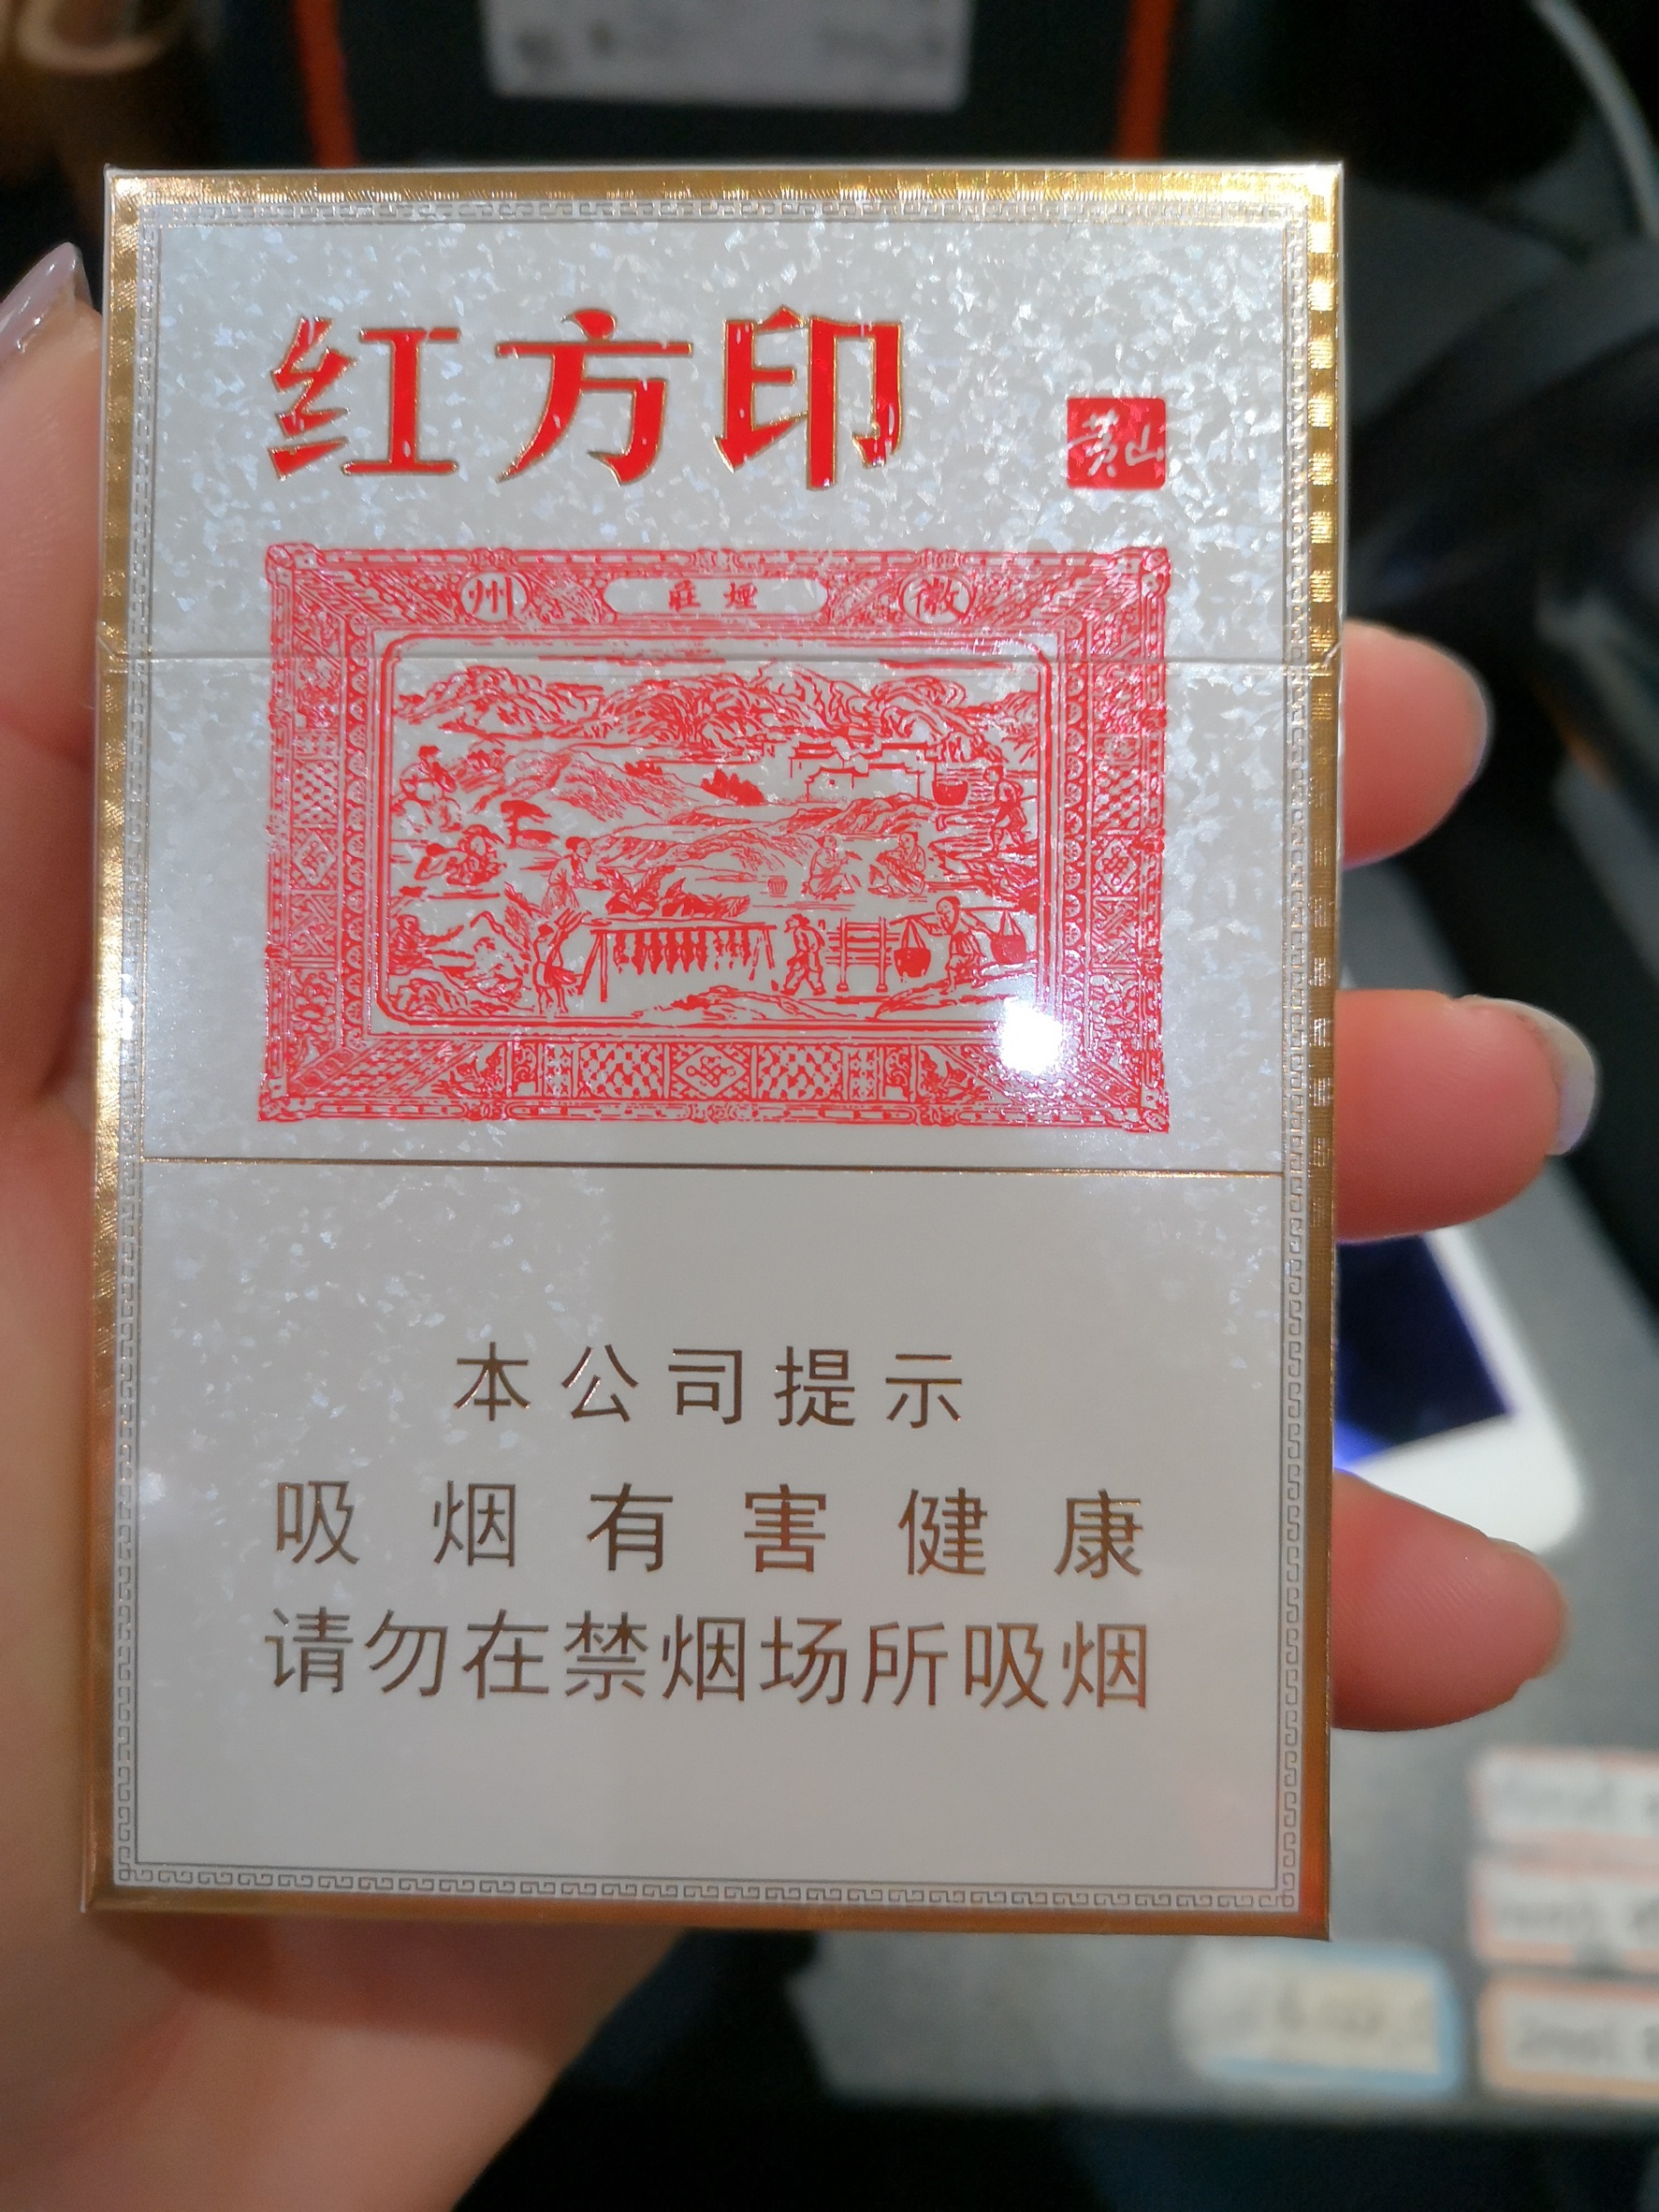 红方印
黄山
州 莊煙 徽
本公司提示
吸烟有害健康
请勿在禁烟场所吸烟